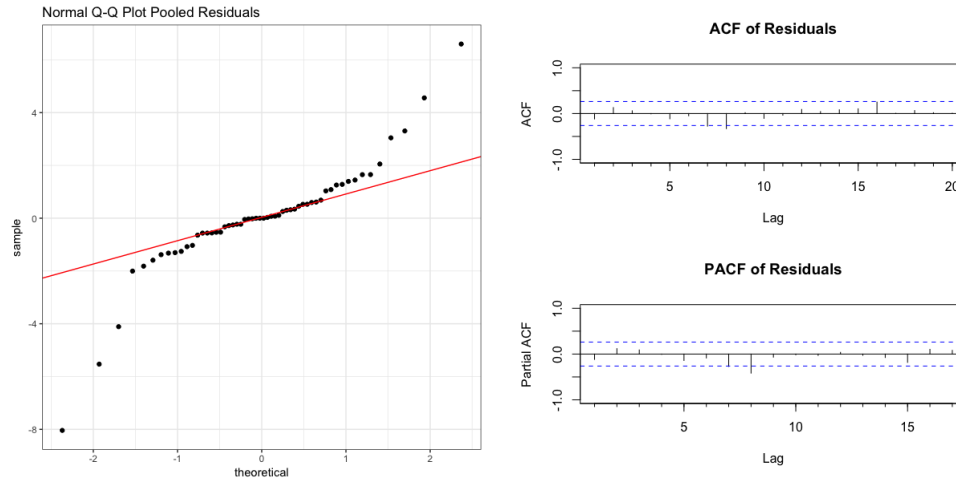 Normal Q-Q Plot Pooled Residuals
sample
4
0
-4
-8
-2
-1
0
1
2
theoretical
ACF of Residuals
ACF
1.0
0.0
-1.0
5
10
15
20
Lag
PACF of Residuals
Partial ACF
1.0
0.0
-1.0
5
10
15
Lag